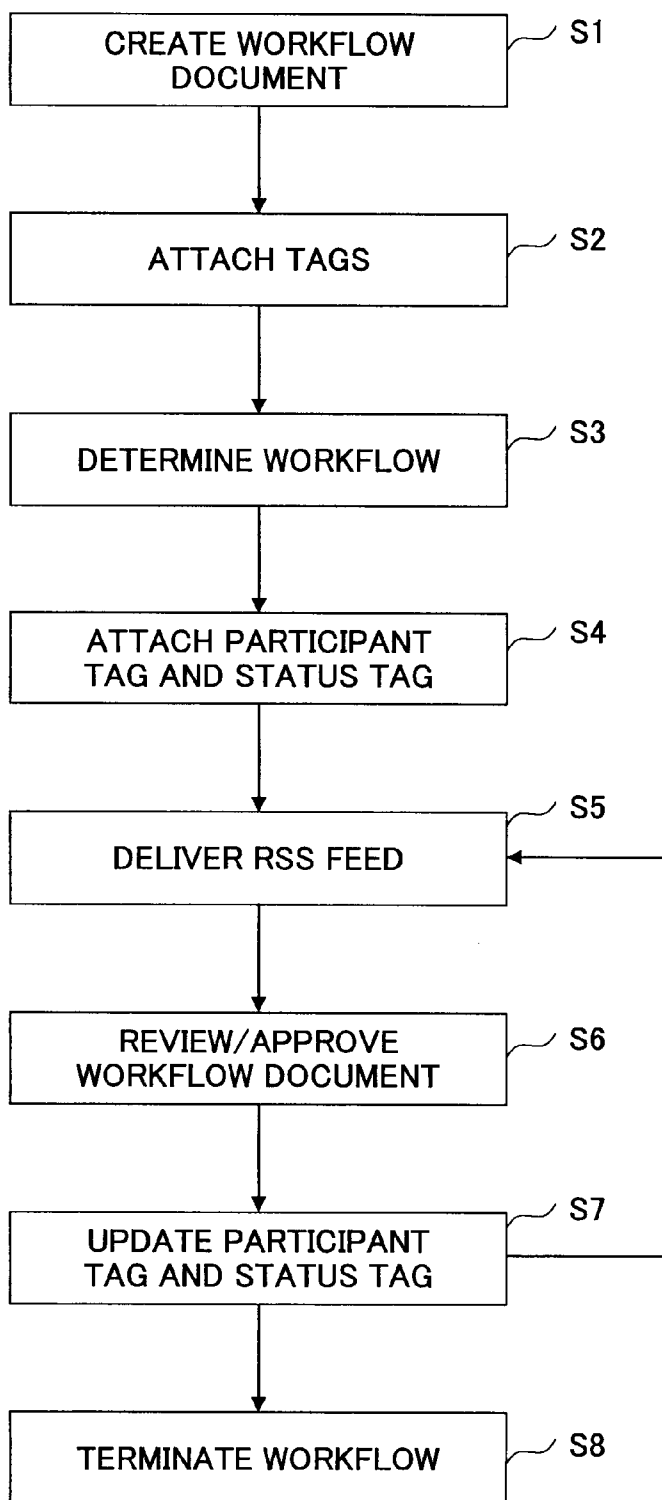 CREATE WORKFLOW
DOCUMENT
S1
ATTACH TAGS
S2
DETERMINE WORKFLOW
S3
ATTACH PARTICIPANT
TAG AND STATUS TAG
S4
DELIVER RSS FEED
S5
REVIEW/APPROVE
WORKFLOW DOCUMENT
S6
UPDATE PARTICIPANT
TAG AND STATUS TAG
S7
TERMINATE WORKFLOW
S8